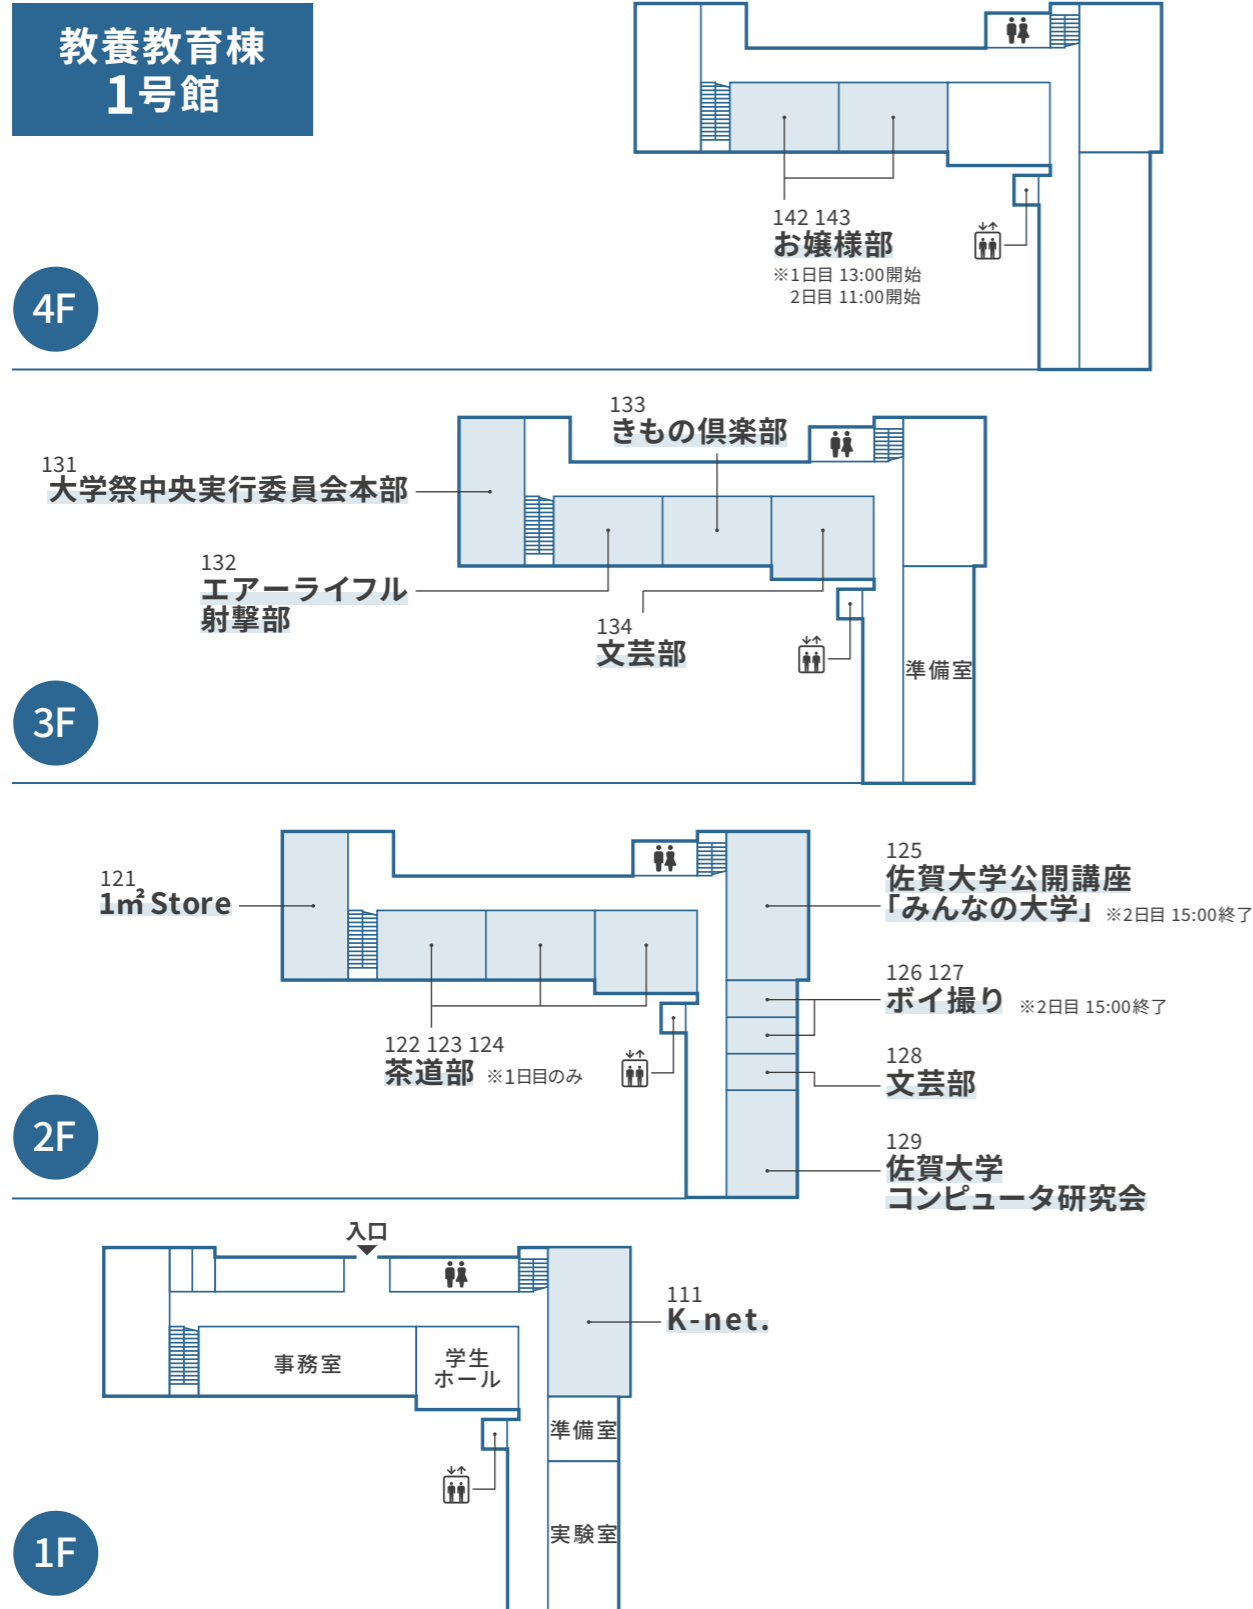 教養教育棟
1号館
142 143
お嬢様部
※1日目 13:00開始
2日目 11:00開始
4F
133
きもの倶楽部
131
大学祭中央実行委員会本部
132
エアーライフル
射撃部
134
文芸部
準備室
3F
121
1㎡ Store
125
佐賀大学公開講座
「みんなの大学」 ※2日目 15:00終了
126 127
ボイ撮り ※2日目 15:00終了
122 123 124
茶道部 ※1日目のみ
128
文芸部
129
佐賀大学
コンピュータ研究会
2F
入口
111
K-net.
事務室
学生
ホール
準備室
実験室
1F